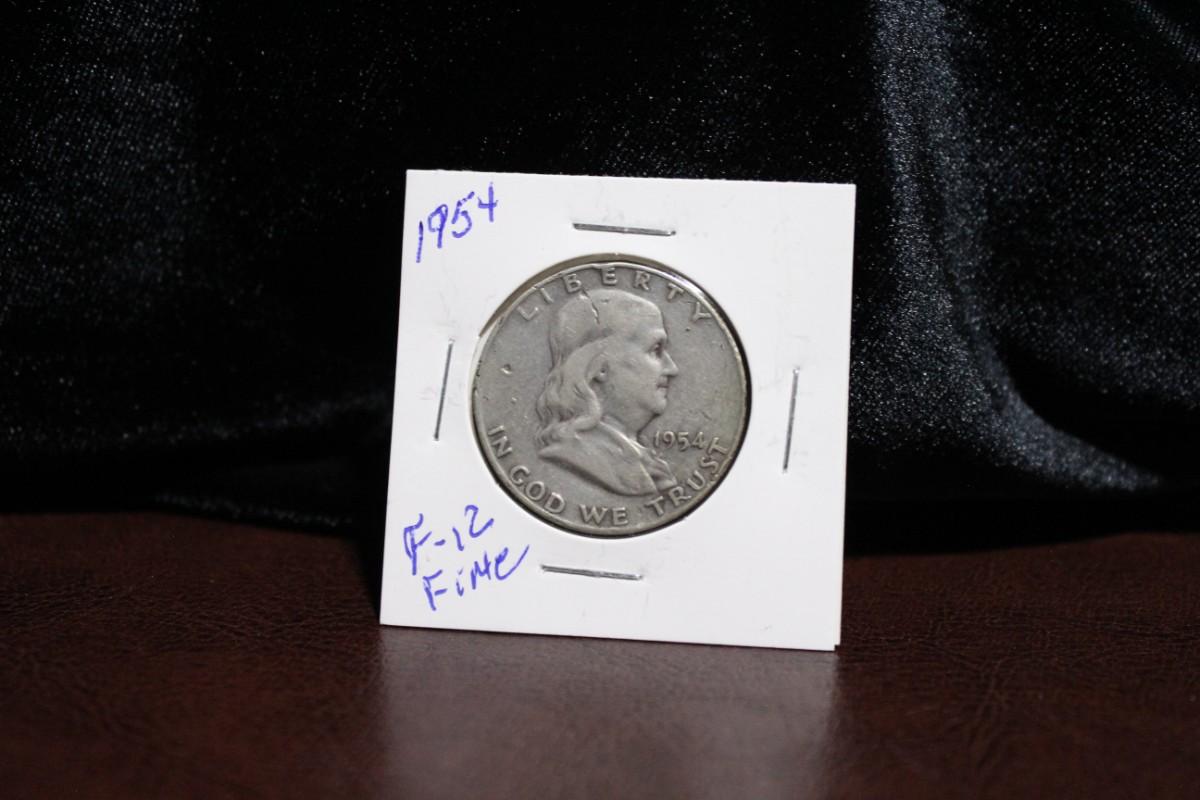 1954
LIBERTY
1954
IN GOD WE TRUST
F-12
Fine